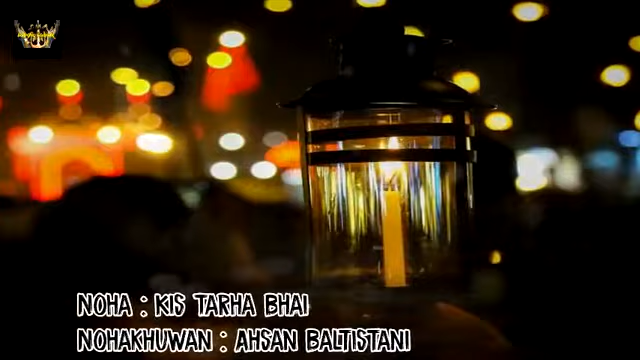 NOHA : KIS TARHA BHAI
NOHAKHUWAN : AHSAN BALTISTANI